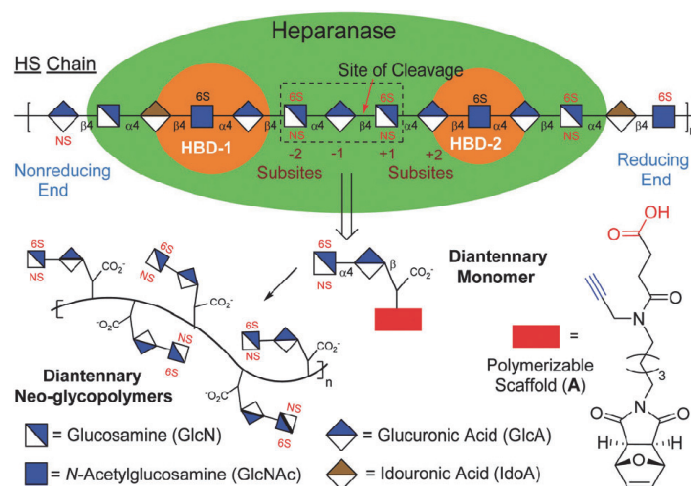 Heparanase
HS Chain
Site of Cleavage
6S
6S
6S
6S
6S
6S
β4
α4
β4
α4
β4
α4
β4
α4
β4
α4
β4
α4
β4
α4
NS
HBD-1
NS
NS
HBD-2
NS
n
-2
-1
+1
+2
Subsites
Subsites
Nonreducing
End
Reducing
End
6S
NS
CO₂⁻
6S
NS
CO₂⁻
6S
NS
α4
β
CO₂⁻
Diantennary
Monomer
OH
O
O
N
⁻O₂C
NS
6S
6S
NS
CO₂⁻
⁻O₂C
NS
6S
n
= Polymerizable
Scaffold (A)
3
N
O
O
H
H
O
Diantennary
Neo-glycopolymers
= Glucosamine (GlcN)
= Glucuronic Acid (GlcA)
= N-Acetylglucosamine (GlcNAc)
= Idouronic Acid (IdoA)